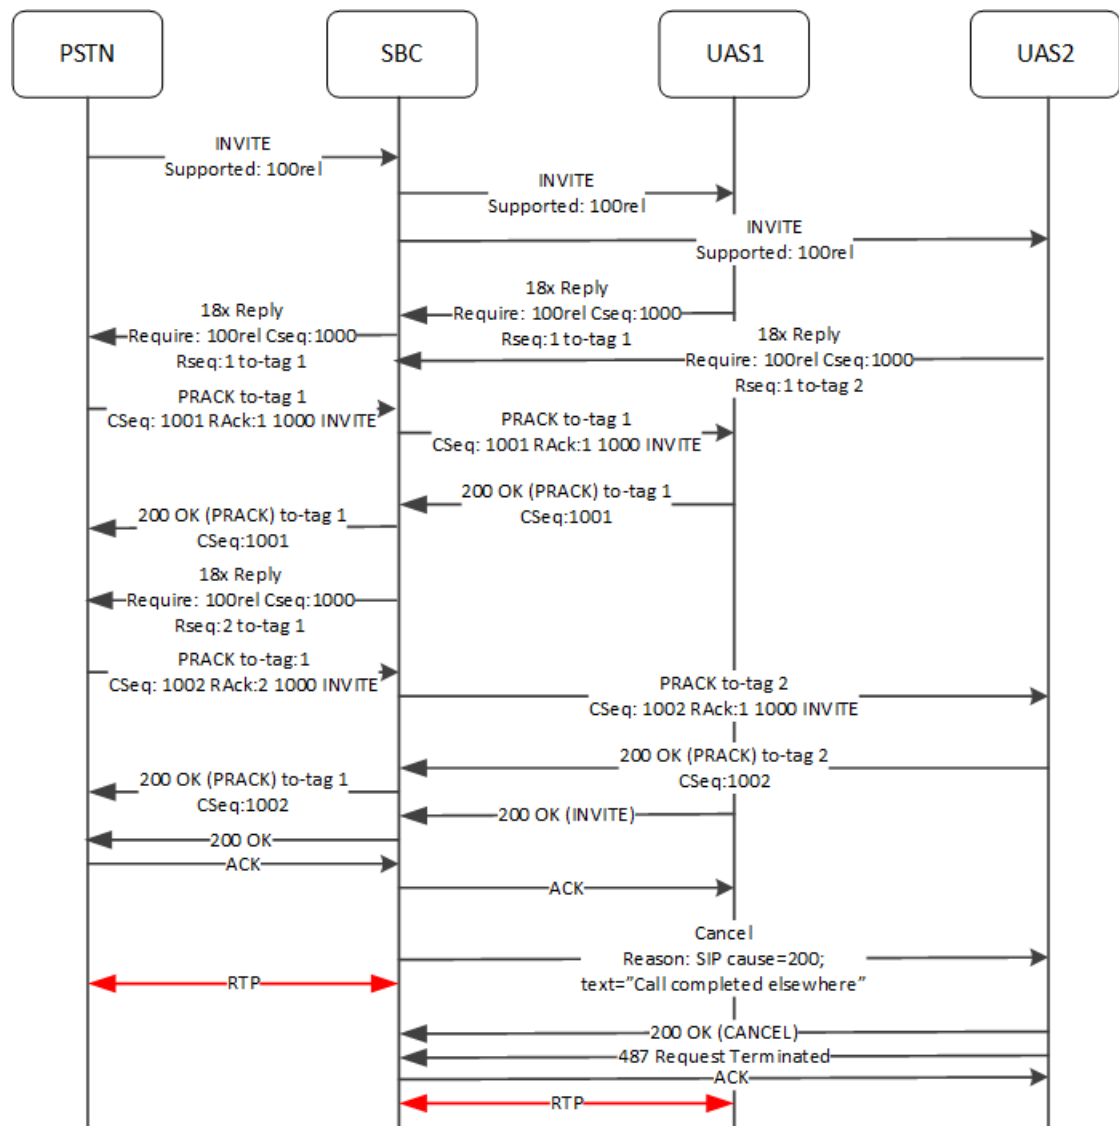 PSTN
SBC
UAS1
UAS2
INVITE
Supported: 100rel
INVITE
Supported: 100rel
INVITE
Supported: 100rel
18x Reply
Require: 100rel Cseq:1000
Rseq:1 to-tag 1
18x Reply
Require: 100rel Cseq:1000
Rseq:1 to-tag 1
18x Reply
Require: 100rel Cseq:1000
Rseq:1 to-tag 2
PRACK to-tag 1
CSeq: 1001 RAck:1 1000 INVITE
PRACK to-tag 1
CSeq: 1001 RAck:1 1000 INVITE
200 OK (PRACK) to-tag 1
CSeq:1001
200 OK (PRACK) to-tag 1
CSeq:1001
18x Reply
Require: 100rel Cseq:1000
Rseq:2 to-tag 1
PRACK to-tag:1
CSeq: 1002 RAck:2 1000 INVITE
PRACK to-tag 2
CSeq: 1002 RAck:1 1000 INVITE
200 OK (PRACK) to-tag 2
CSeq:1002
200 OK (PRACK) to-tag 1
CSeq:1002
200 OK (INVITE)
200 OK
ACK
ACK
Cancel
Reason: SIP cause=200;
text=”Call completed elsewhere”
RTP
200 OK (CANCEL)
487 Request Terminated
ACK
RTP